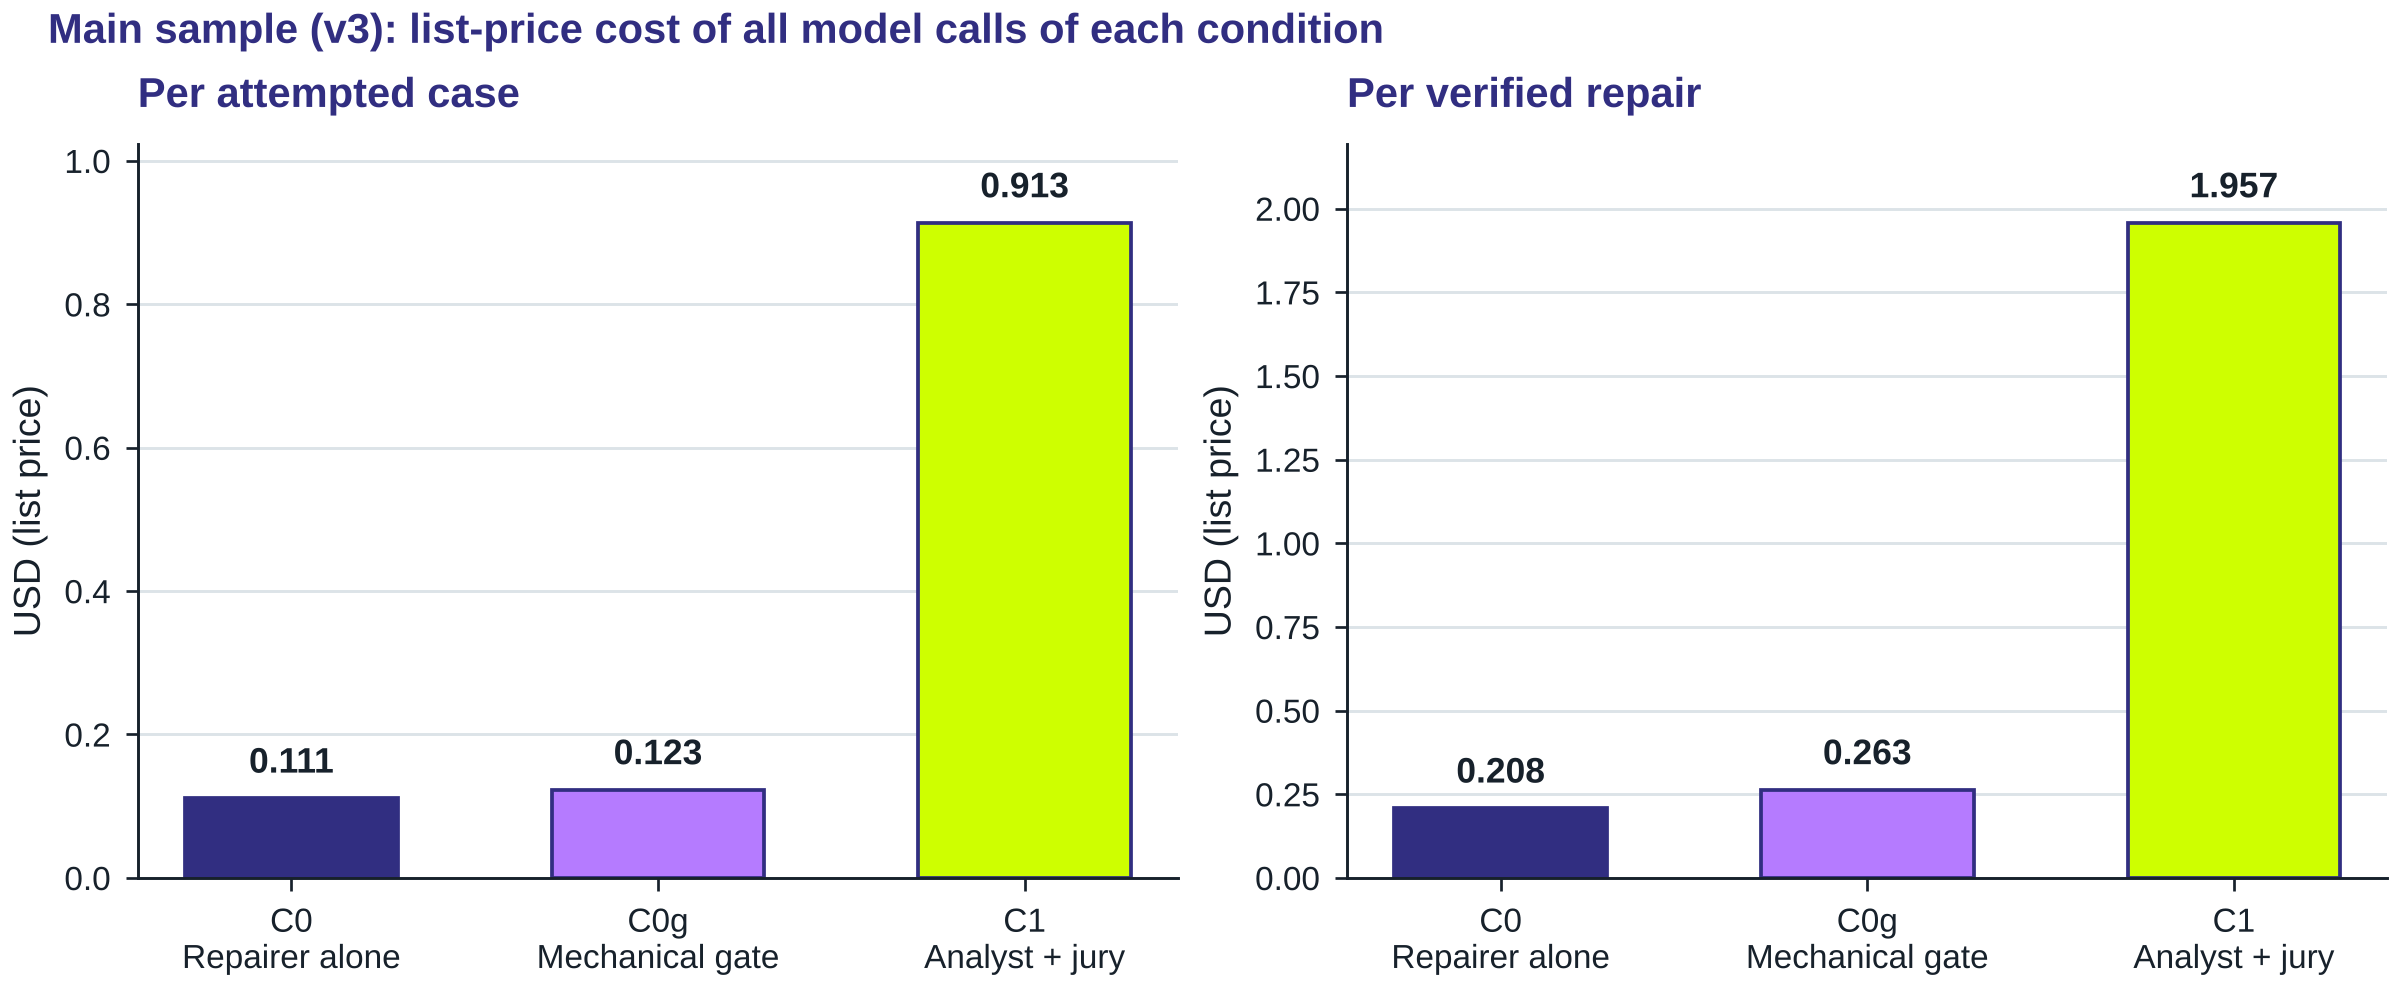 Main sample (v3): list-price cost of all model calls of each condition
Per attempted case
USD (list price)
1.0
0.8
0.6
0.4
0.2
0.0
0.111
0.123
0.913
C0
Repairer alone
C0g
Mechanical gate
C1
Analyst + jury
Per verified repair
USD (list price)
2.00
1.75
1.50
1.25
1.00
0.75
0.50
0.25
0.00
0.208
0.263
1.957
C0
Repairer alone
C0g
Mechanical gate
C1
Analyst + jury